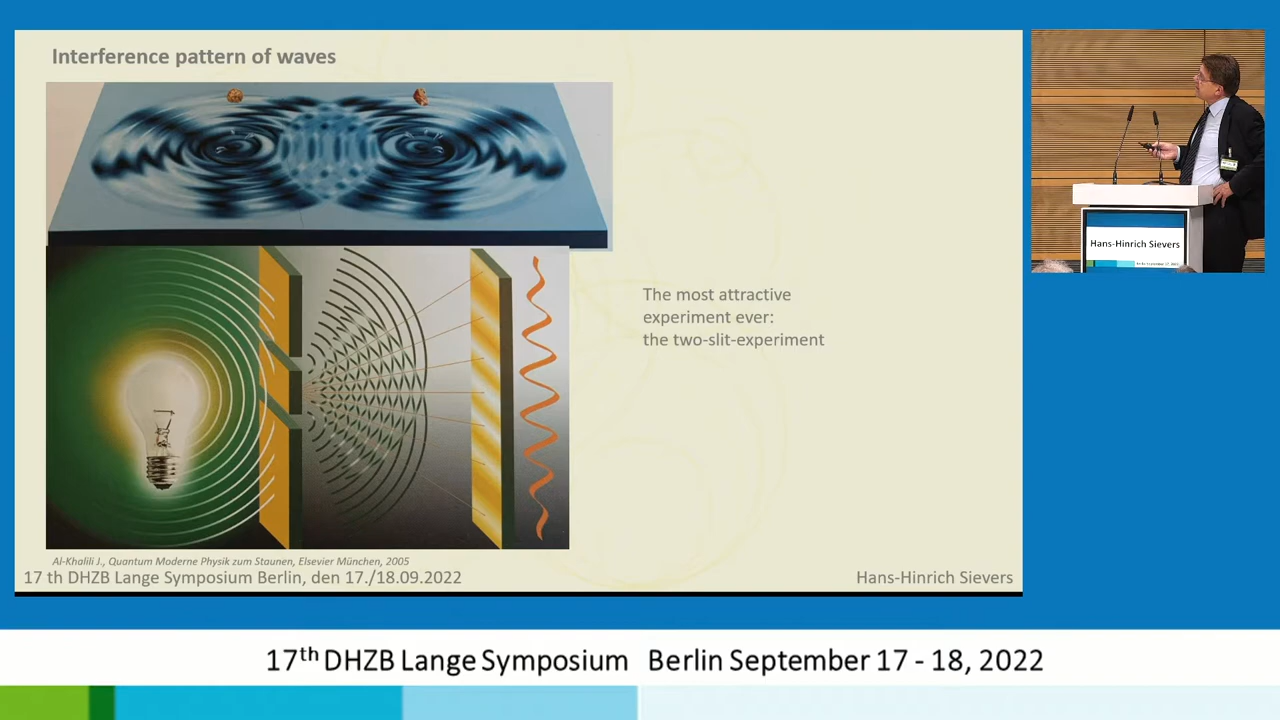 Interference pattern of waves
The most attractive
experiment ever:
the two-slit-experiment
Al-Khalili J., Quantum Moderne Physik zum Staunen, Elsevier München, 2005
17 th DHZB Lange Symposium Berlin, den 17./18.09.2022
Hans-Hinrich Sievers
Hans-Hinrich Sievers
17th DHZB Lange Symposium Berlin September 17 - 18, 2022